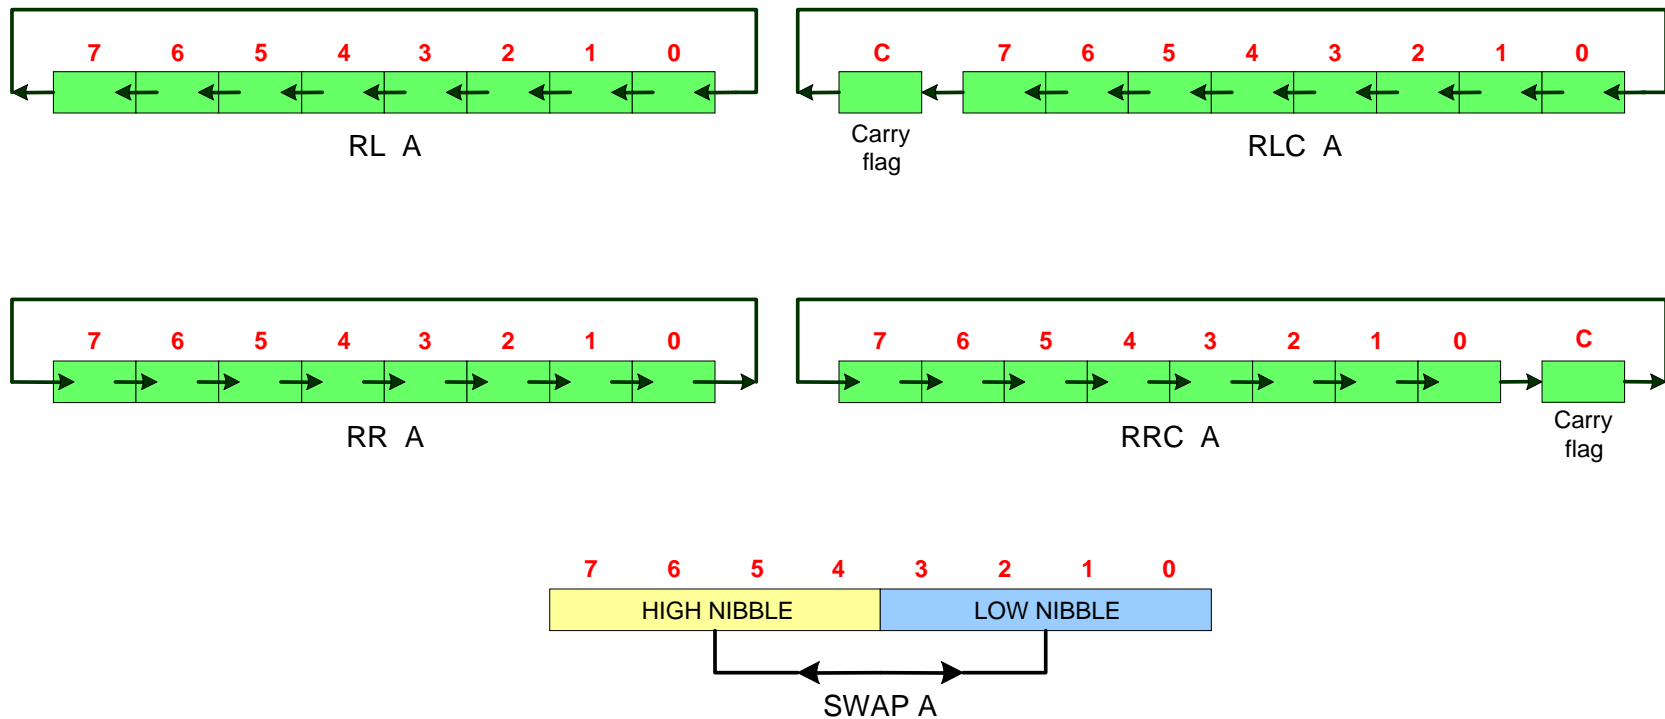 7 6 5 4 3 2 1 0
RL A
C 7 6 5 4 3 2 1 0
Carry
flag
RLC A
7 6 5 4 3 2 1 0
RR A
7 6 5 4 3 2 1 0 C
RRC A
Carry
flag
7 6 5 4 3 2 1 0
HIGH NIBBLE LOW NIBBLE
SWAP A